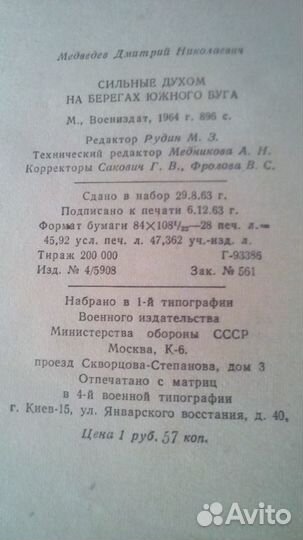 Медведев Дмитрий Николаевич
СИЛЬНЫЕ ДУХОМ
НА БЕРЕГАХ ЮЖНОГО БУГА
М., Воениздат, 1964 г. 896 с.
Редактор Рудин М. З.
Технический редактор Медникова А. Н.
Корректоры Сакович Г. В., Фролова В. С.
Сдано в набор 29.8.63 г.
Подписано к печати 6.12.63 г.
Формат бумаги 84×108¹/₃₂—28 печ. л.=
45,92 усл. печ. л. 47,362 уч.-изд. л.
Тираж 200 000 Г-93386
Изд. № 4/5908 Зак. № 561
Набрано в 1-й типографии
Военного издательства
Министерства обороны СССР
Москва, К-6.
проезд Скворцова-Степанова, дом 3
Отпечатано с матриц
в 4-й военной типографии
г. Киев-15, ул. Январского восстания, д. 40,
Цена 1 руб. 57 коп.
Avito